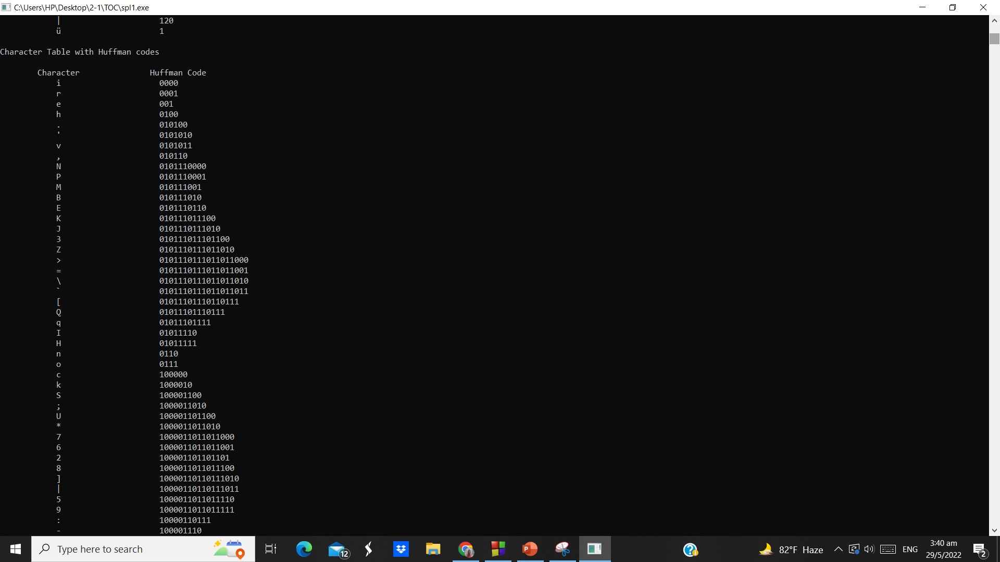 C:\Users\HP\Desktop\2-1\TOC\spl1.exe
| 120
ü 1
Character Table with Huffman codes
Character Huffman Code
i 0000
r 0001
e 001
h 0100
. 010100
' 0101010
v 0101011
, 010110
N 0101110000
P 0101110001
M 010111001
B 010111010
E 0101110110
K 010111011100
J 0101110111010
3 010111011101100
Z 0101110111011010
> 0101110111011011000
= 0101110111011011001
\ 0101110111011011010
` 0101110111011011011
[ 01011101110110111
Q 01011101110111
q 01011101111
I 01011110
H 01011111
n 0110
o 0111
c 100000
k 1000010
S 100001100
; 1000011010
U 100001101100
* 1000011011010
7 1000011011011000
6 1000011011011001
2 100001101101101
8 1000011011011100
] 10000110110111010
| 10000110110111011
5 1000011011011110
9 1000011011011111
: 10000110111
- 100001110
Type here to search
12
82°F Haze
ENG
3:40 am
29/5/2022
2